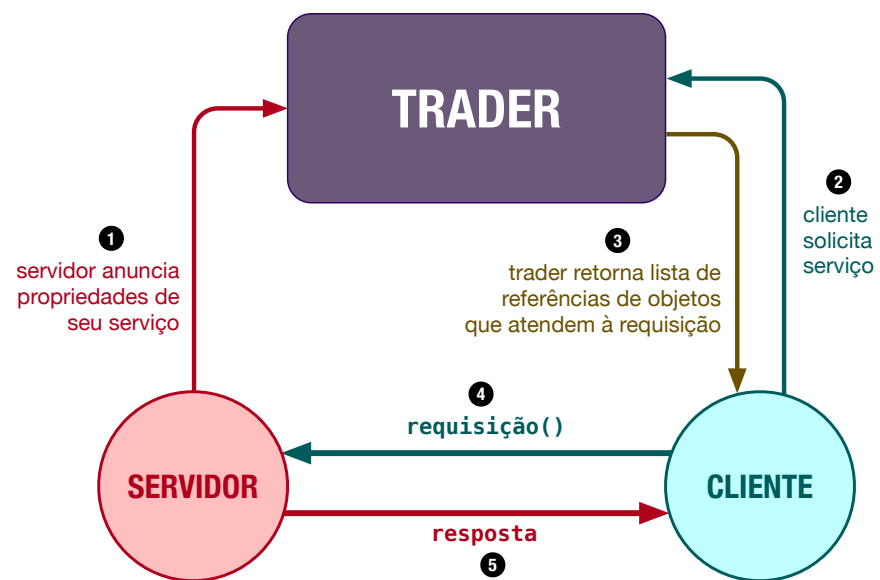 TRADER
1
servidor anuncia
propriedades de
seu serviço
2
cliente
solicita
serviço
3
trader retorna lista de
referências de objetos
que atendem à requisição
4
requisição()
SERVIDOR
CLIENTE
resposta
5